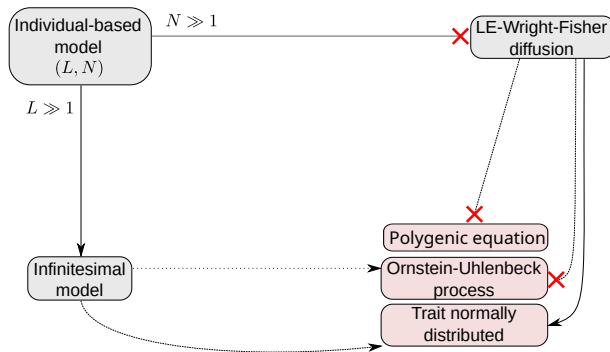 Individual-based
model
(L, N)
N ≫ 1
LE-Wright-Fisher
diffusion
L ≫ 1
Polygenic equation
Infinitesimal
model
Ornstein-Uhlenbeck
process
Trait normally
distributed